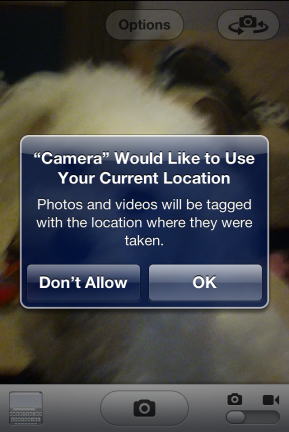 Options
“Camera” Would Like to Use
Your Current Location
Photos and videos will be tagged
with the location where they were
taken.
Don’t Allow
OK